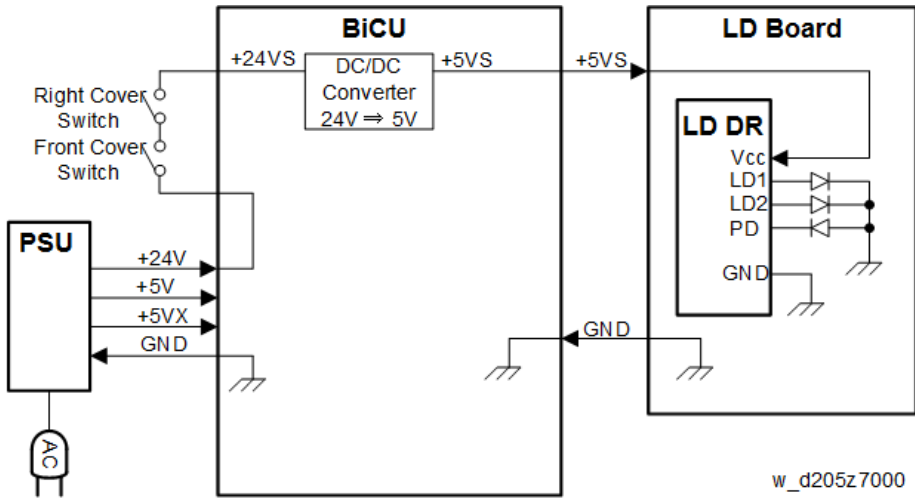 BiCU
LD Board
+24VS
DC/DC
Converter
24V ⇒ 5V
+5VS
+5VS
Right Cover
Switch
Front Cover
Switch
LD DR
Vcc
LD1
LD2
PD
GND
PSU
+24V
+5V
+5VX
GND
GND
AC
w_d205z7000